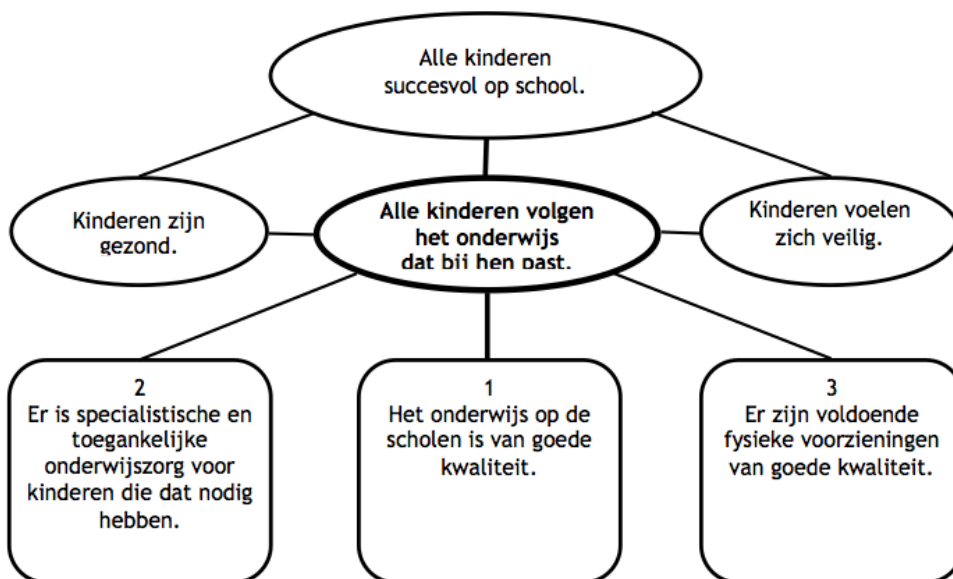 Alle kinderen
succesvol op school.
Kinderen zijn
gezond.
Alle kinderen volgen
het onderwijs
dat bij hen past.
Kinderen voelen
zich veilig.
2
Er is specialistische en
toegankelijke
onderwijszorg voor
kinderen die dat nodig
hebben.
1
Het onderwijs op de
scholen is van goede
kwaliteit.
3
Er zijn voldoende
fysieke voorzieningen
van goede kwaliteit.